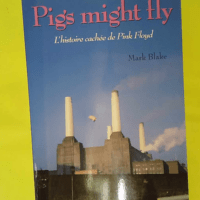 Pigs might fly
L'histoire cachée de Pink Floyd
Mark Blake